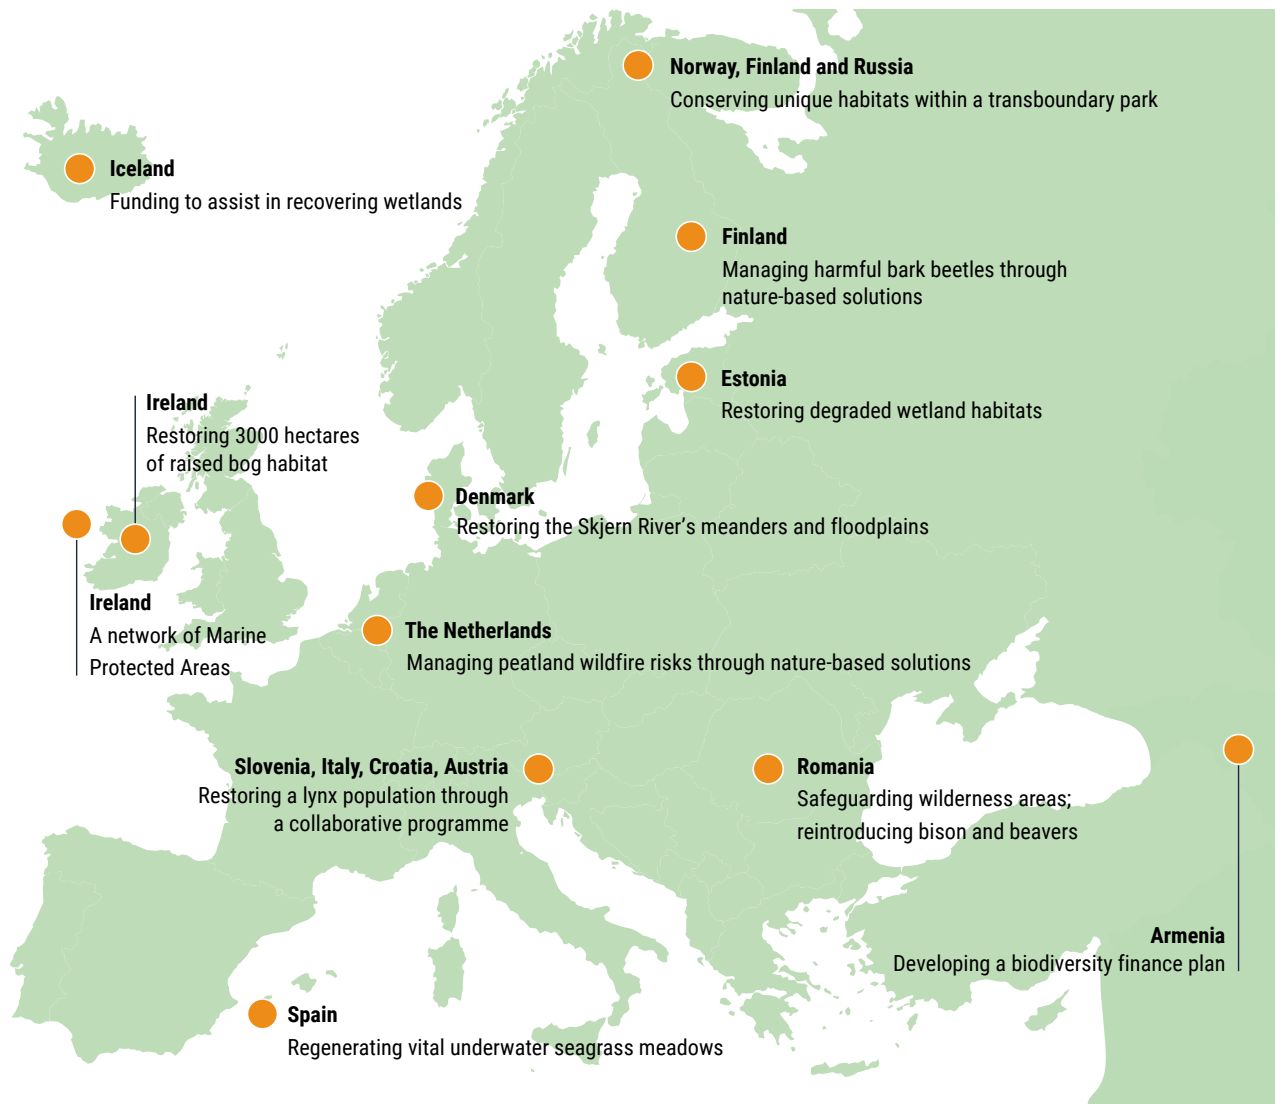 Norway, Finland and Russia
Conserving unique habitats within a transboundary park
Iceland
Funding to assist in recovering wetlands
Finland
Managing harmful bark beetles through
nature-based solutions
Estonia
Restoring degraded wetland habitats
Ireland
Restoring 3000 hectares
of raised bog habitat
Denmark
Restoring the Skjern River's meanders and floodplains
Ireland
A network of Marine
Protected Areas
The Netherlands
Managing peatland wildfire risks through nature-based solutions
Slovenia, Italy, Croatia, Austria
Restoring a lynx population through
a collaborative programme
Romania
Safeguarding wilderness areas;
reintroducing bison and beavers
Armenia
Developing a biodiversity finance plan
Spain
Regenerating vital underwater seagrass meadows